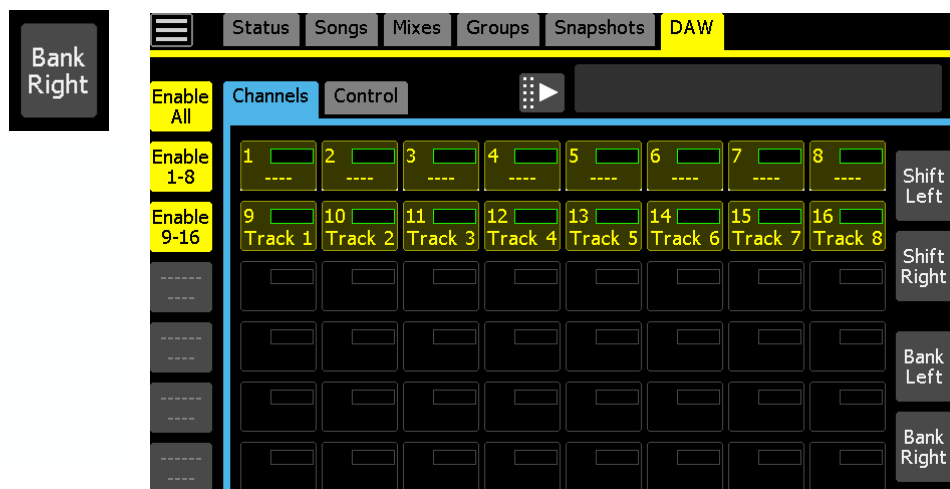 Bank
Right
Status Songs Mixes Groups Snapshots DAW
Enable
All
Channels Control
Enable
1-8
1 2 3 4 5 6 7 8
---- ---- ---- ---- ---- ---- ---- ----
Shift
Left
Enable
9-16
9 10 11 12 13 14 15 16
Track 1 Track 2 Track 3 Track 4 Track 5 Track 6 Track 7 Track 8
Shift
Right
------
----
------
----
Bank
Left
------
----
Bank
Right
------
----